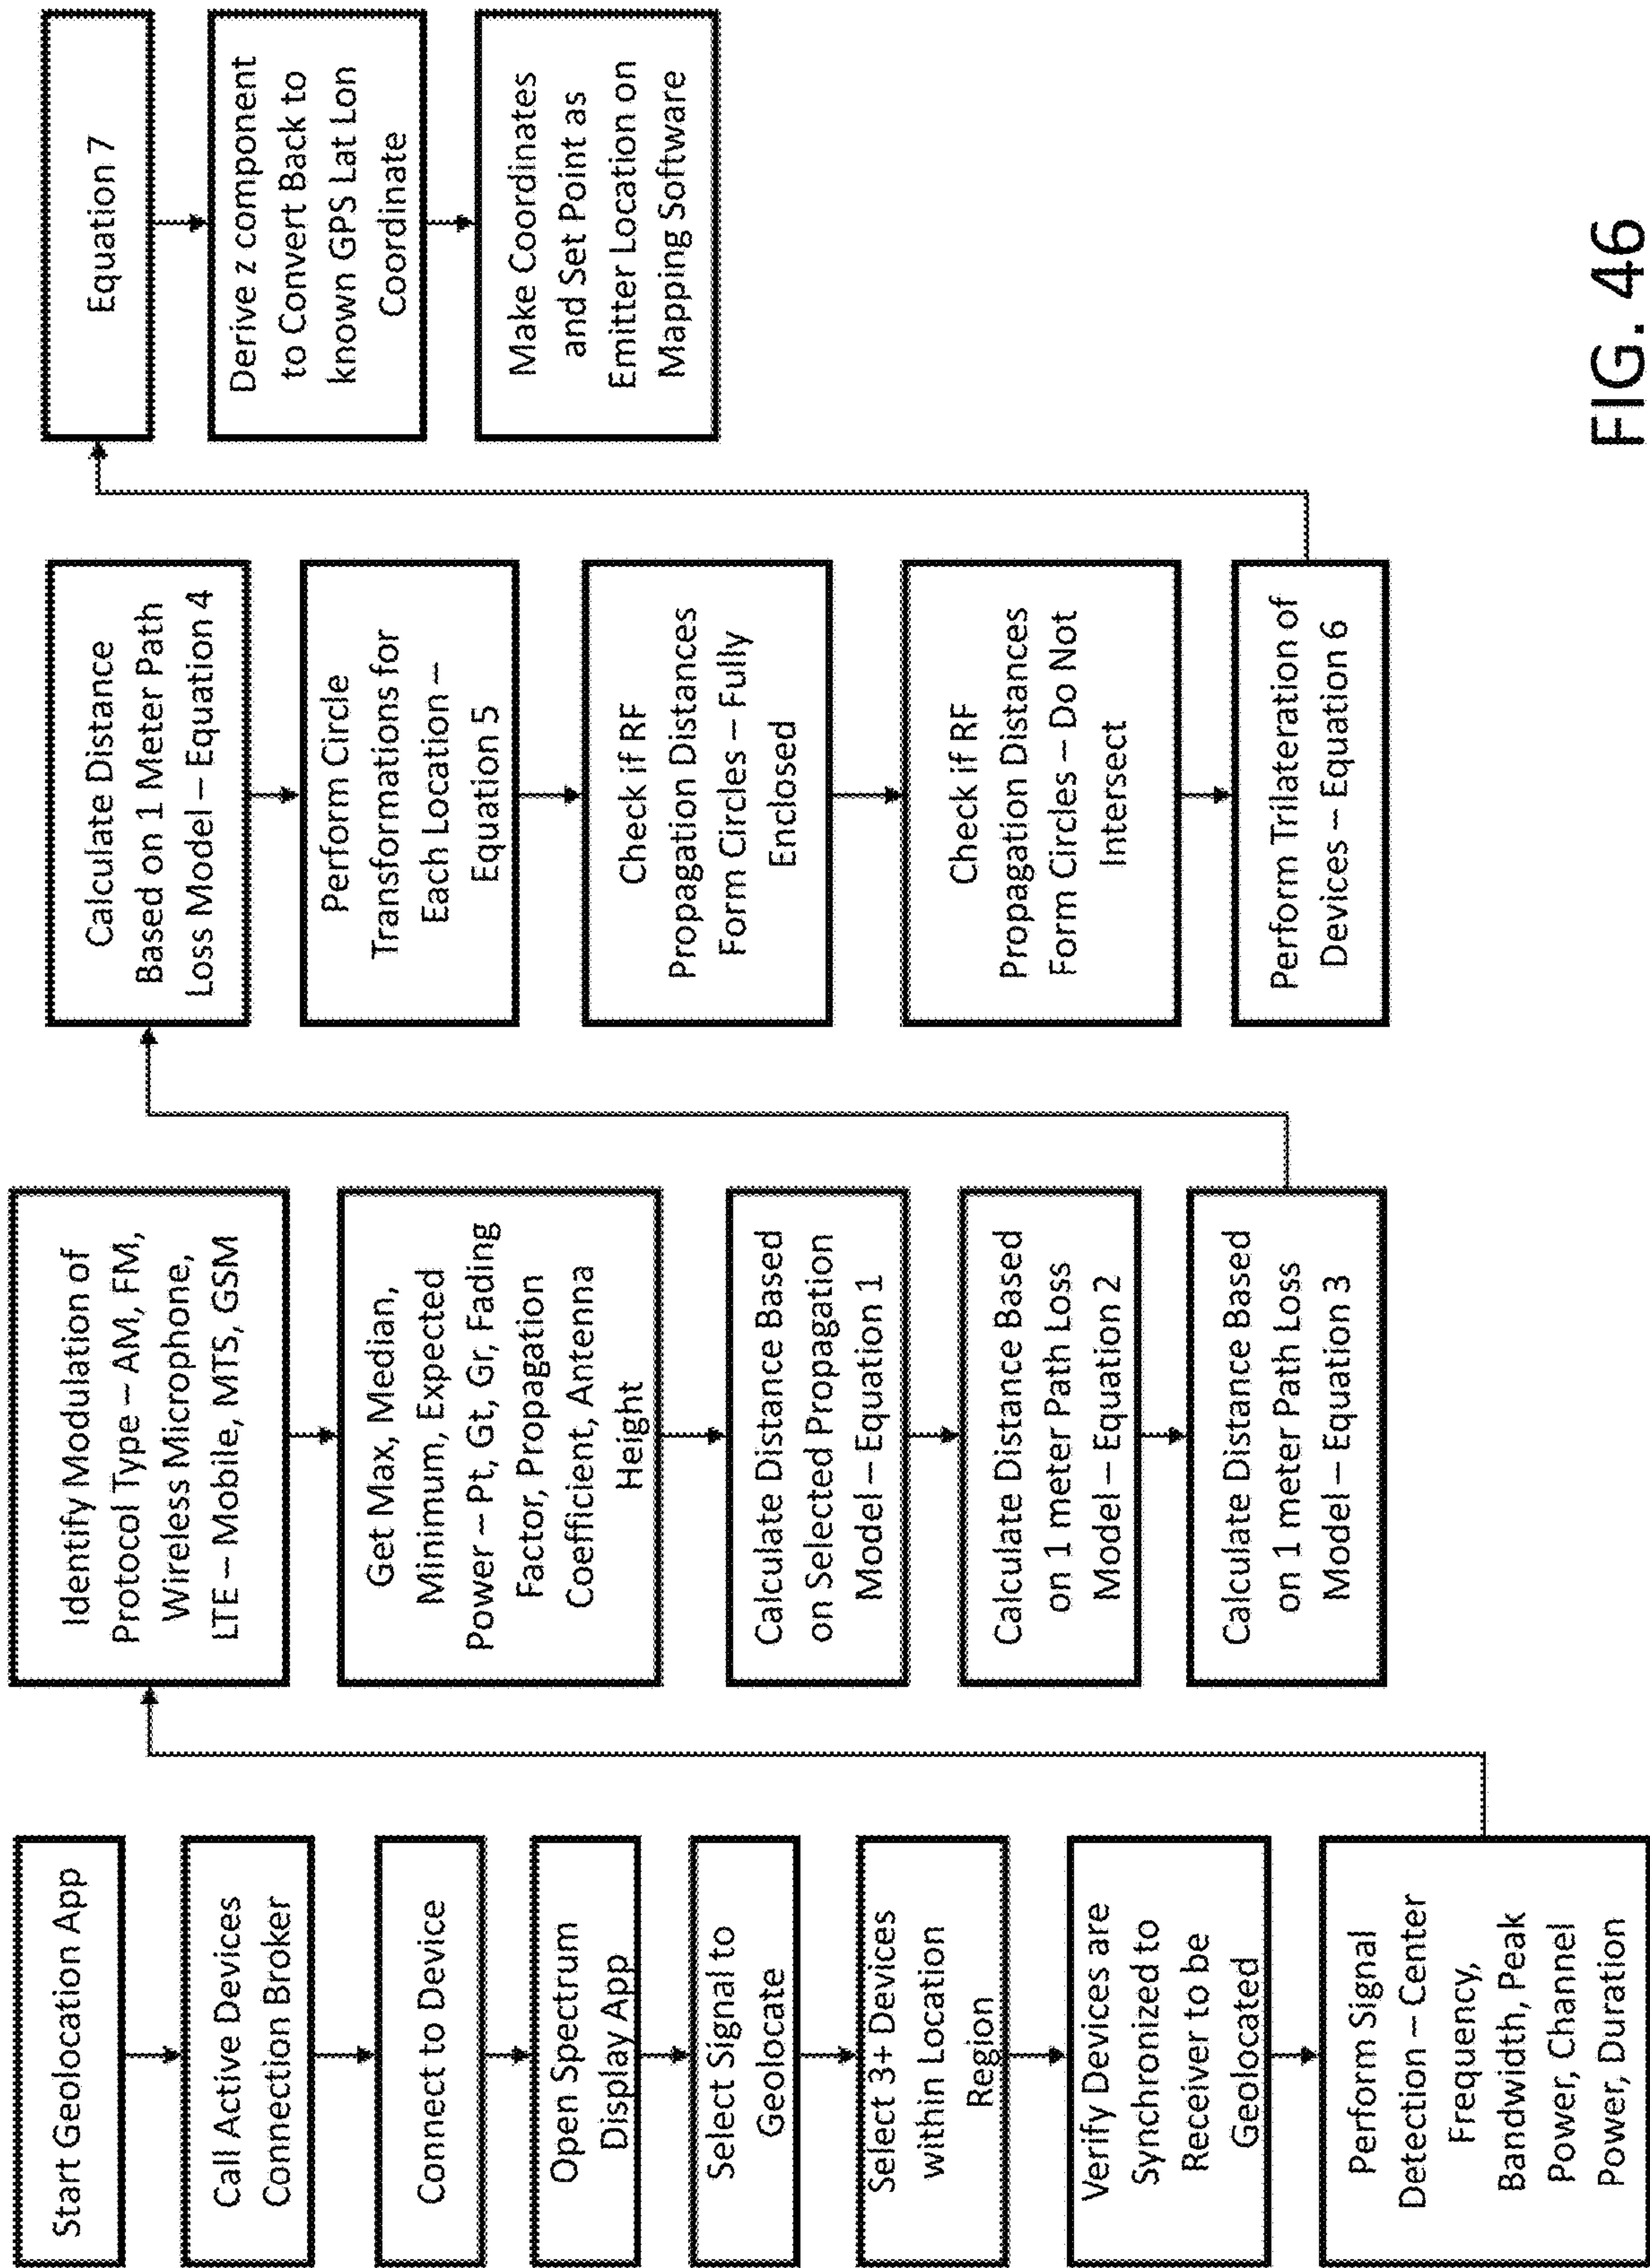 Start Geolocation App
Call Active Devices
Connection Broker
Connect to Device
Open Spectrum
Display App
Select Signal to
Geolocate
Select 3+ Devices
within Location
Region
Verify Devices are
Synchronized to
Receiver to be
Geolocated
Perform Signal
Detection – Center
Frequency,
Bandwidth, Peak
Power, Channel
Power, Duration
Identify Modulation of
Protocol Type – AM, FM,
Wireless Microphone,
LTE – Mobile, MTS, GSM
Get Max, Median,
Minimum, Expected
Power – Pt, Gt, Gr, Fading
Factor, Propagation
Coefficient, Antenna
Height
Calculate Distance Based
on Selected Propagation
Model – Equation 1
Calculate Distance Based
on 1 meter Path Loss
Model – Equation 2
Calculate Distance Based
on 1 meter Path Loss
Model – Equation 3
Calculate Distance
Based on 1 Meter Path
Loss Model – Equation 4
Perform Circle
Transformations for
Each Location –
Equation 5
Check if RF
Propagation Distances
Form Circles – Fully
Enclosed
Check if RF
Propagation Distances
Form Circles – Do Not
Intersect
Perform Trilateration of
Devices – Equation 6
Equation 7
Derive z component
to Convert Back to
known GPS Lat Lon
Coordinate
Make Coordinates
and Set Point as
Emitter Location on
Mapping Software
FIG. 46